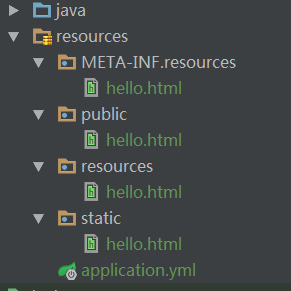 java
resources
META-INF.resources
hello.html
public
hello.html
resources
hello.html
static
hello.html
application.yml